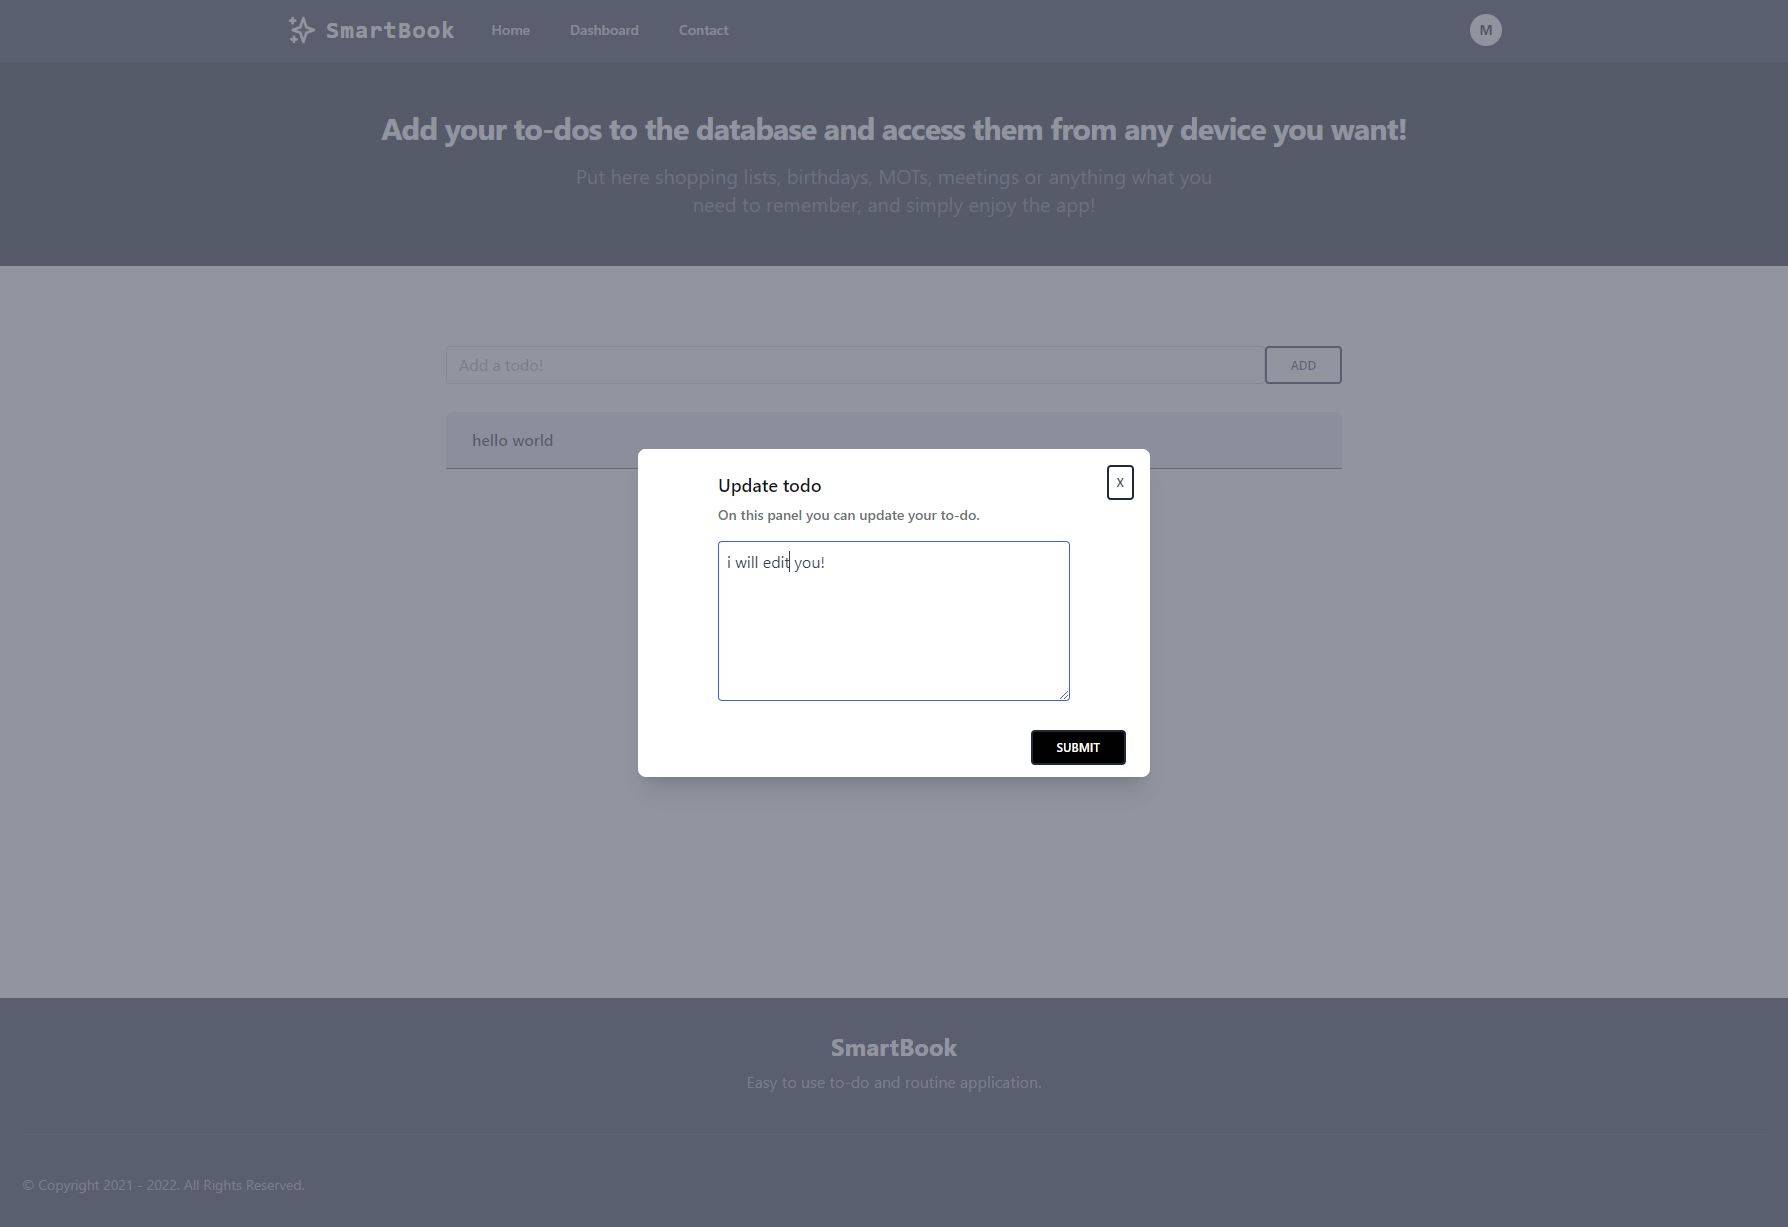 SmartBook Home Dashboard Contact M
Add your to-dos to the database and access them from any device you want!
Put here shopping lists, birthdays, MOTs, meetings or anything what you
need to remember, and simply enjoy the app!
Add a todo! ADD
hello world
Update todo X
On this panel you can update your to-do.
i will edit you!
SUBMIT
SmartBook
Easy to use to-do and routine application.
© Copyright 2021 - 2022. All Rights Reserved.